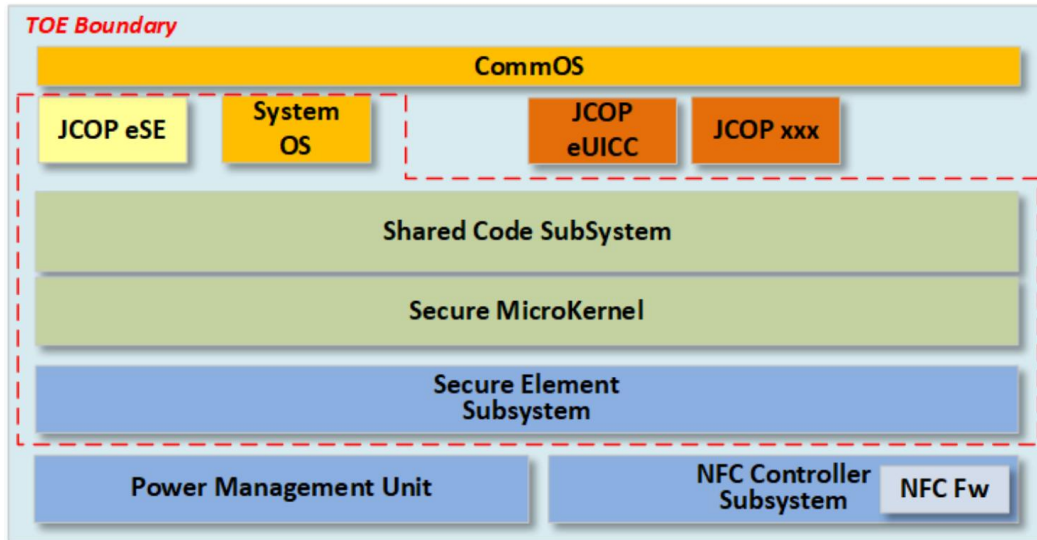 TOE Boundary
CommOS
JCOP eSE
System
OS
JCOP
eUICC
JCOP xxx
Shared Code SubSystem
Secure MicroKernel
Secure Element
Subsystem
Power Management Unit
NFC Controller
Subsystem
NFC Fw